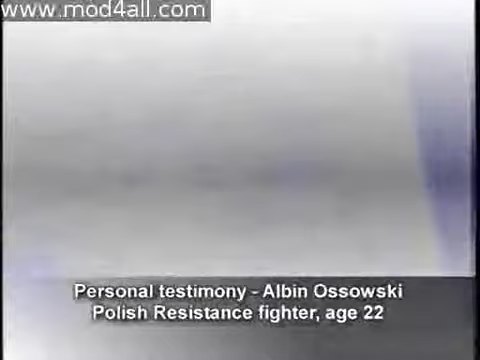 www.mod4all.com
Personal testimony - Albin Ossowski
Polish Resistance fighter, age 22